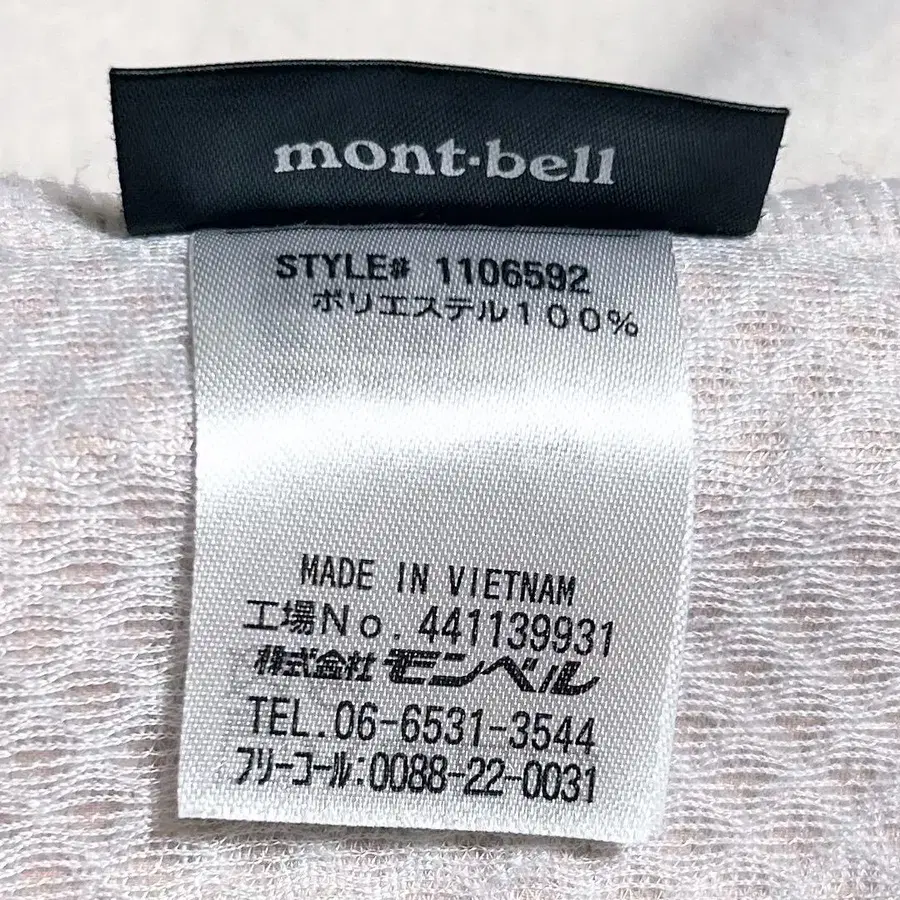 mont-bell
STYLE# 1106592
ポリエステル１００％
MADE IN VIETNAM
工場Ｎｏ. 441139931
株式会社 モンベル
TEL.06-6531-3544
ﾌﾘｰｺｰﾙ:0088-22-0031